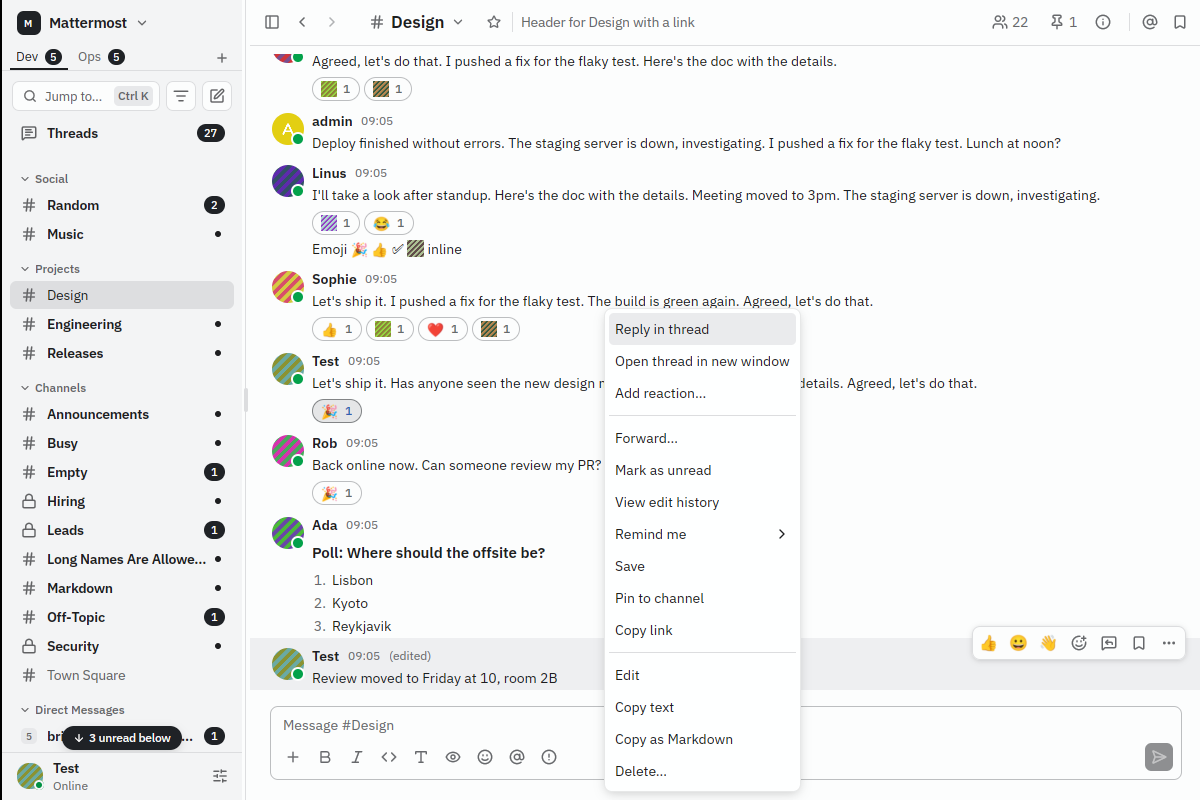 M Mattermost
Dev 5 Ops 5
Jump to... Ctrl K
Threads 27
Social
Random 2
Music
Projects
Design
Engineering
Releases
Channels
Announcements
Busy
Empty 1
Hiring
Leads 1
Long Names Are Allowe...
Markdown
Off-Topic 1
Security
Town Square
Direct Messages
5 bri ... 1
3 unread below
Test
Online
Design Header for Design with a link 22 1
Agreed, let's do that. I pushed a fix for the flaky test. Here's the doc with the details.
1 1
A admin 09:05
Deploy finished without errors. The staging server is down, investigating. I pushed a fix for the flaky test. Lunch at noon?
Linus 09:05
I'll take a look after standup. Here's the doc with the details. Meeting moved to 3pm. The staging server is down, investigating.
1 😂 1
Emoji 🎉 👍 ✅ inline
Sophie 09:05
Let's ship it. I pushed a fix for the flaky test. The build is green again. Agreed, let's do that.
👍 1 1 ❤️ 1 1
Test 09:05
Let's ship it. Has anyone seen the new design details. Agreed, let's do that.
🎉 1
Rob 09:05
Back online now. Can someone review my PR?
🎉 1
Ada 09:05
Poll: Where should the offsite be?
1. Lisbon
2. Kyoto
3. Reykjavik
Test 09:05 (edited)
Review moved to Friday at 10, room 2B
Message #Design
Reply in thread
Open thread in new window
Add reaction...
Forward...
Mark as unread
View edit history
Remind me
Save
Pin to channel
Copy link
Edit
Copy text
Copy as Markdown
Delete...